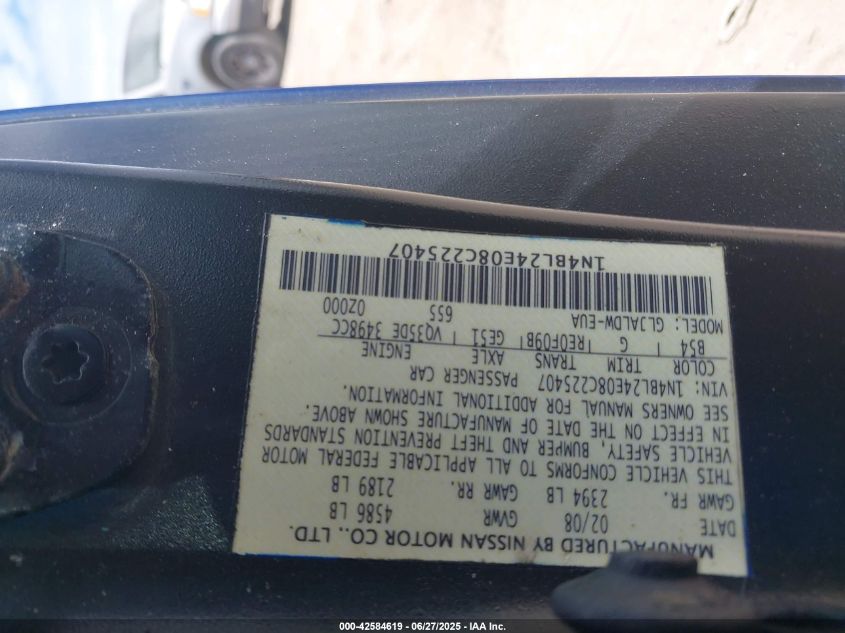 MANUFACTURED BY NISSAN MOTOR CO., LTD.
DATE 02/08 GVWR 4586 LB
GAWR FR. 2394 LB GAWR RR. 2189 LB
THIS VEHICLE CONFORMS TO ALL APPLICABLE FEDERAL MOTOR
VEHICLE SAFETY, BUMPER AND THEFT PREVENTION STANDARDS
IN EFFECT ON THE DATE OF MANUFACTURE SHOWN ABOVE.
SEE OWNERS MANUAL FOR ADDITIONAL INFORMATION.
VIN: 1N4BL24E08C225407 PASSENGER CAR
COLOR TRIM TRANS AXLE ENGINE
B54 G RE0F09B GE51 VQ35DE 3498CC
MODEL: GLJALDW-EUA 655 0Z000
1N4BL24E08C225407
000-42584619 | 06/27/2025 - IAA Inc.